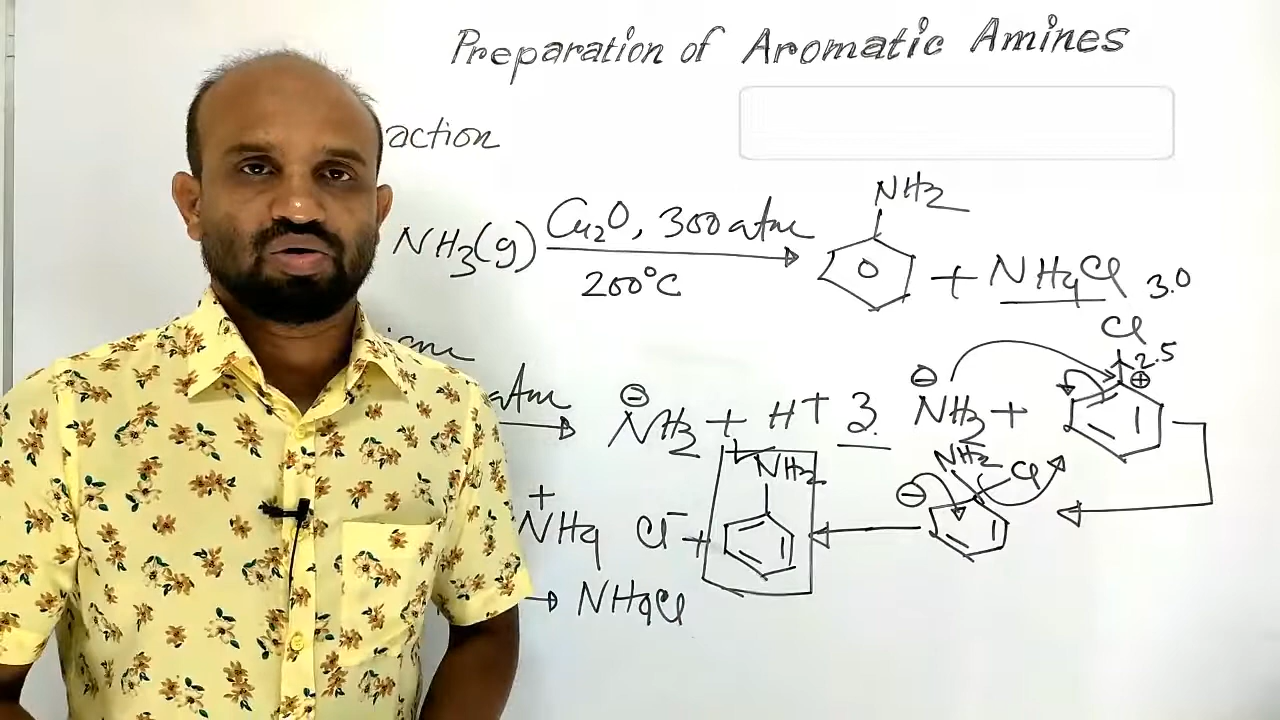 Preparation of Aromatic Amines
action
NH3(g) Cu2O, 300 atm
200°C
NH2
+ NH4Cl
3.0
Cl
2.5
⊕
atm
⊖
NH2 + H+
3.
⊖
NH2 +
NH2
Cl
⊖
+
NH4 Cl- +
NH2
NH4Cl